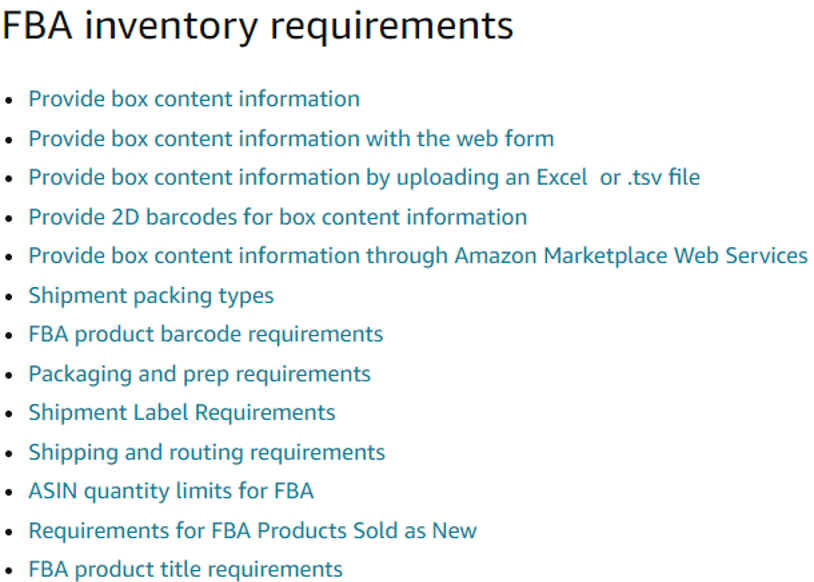 FBA inventory requirements
• Provide box content information
• Provide box content information with the web form
• Provide box content information by uploading an Excel  or .tsv file
• Provide 2D barcodes for box content information
• Provide box content information through Amazon Marketplace Web Services
• Shipment packing types
• FBA product barcode requirements
• Packaging and prep requirements
• Shipment Label Requirements
• Shipping and routing requirements
• ASIN quantity limits for FBA
• Requirements for FBA Products Sold as New
• FBA product title requirements